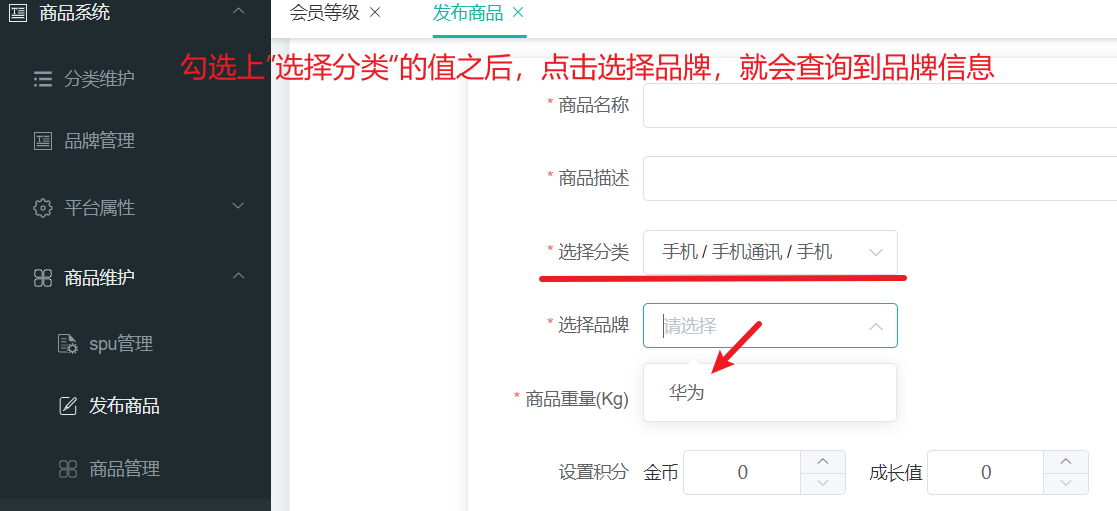 商品系统
会员等级 ×
发布商品 ×
勾选上”选择分类“的值之后，点击选择品牌，就会查询到品牌信息
分类维护
品牌管理
平台属性
商品维护
spu管理
发布商品
商品管理
* 商品名称
* 商品描述
* 选择分类 手机 / 手机通讯 / 手机
* 选择品牌 请选择
华为
* 商品重量(Kg)
设置积分 金币 0 成长值 0